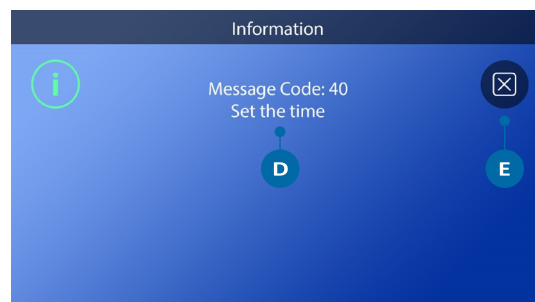 Information
i
Message Code: 40
Set the time
D
E